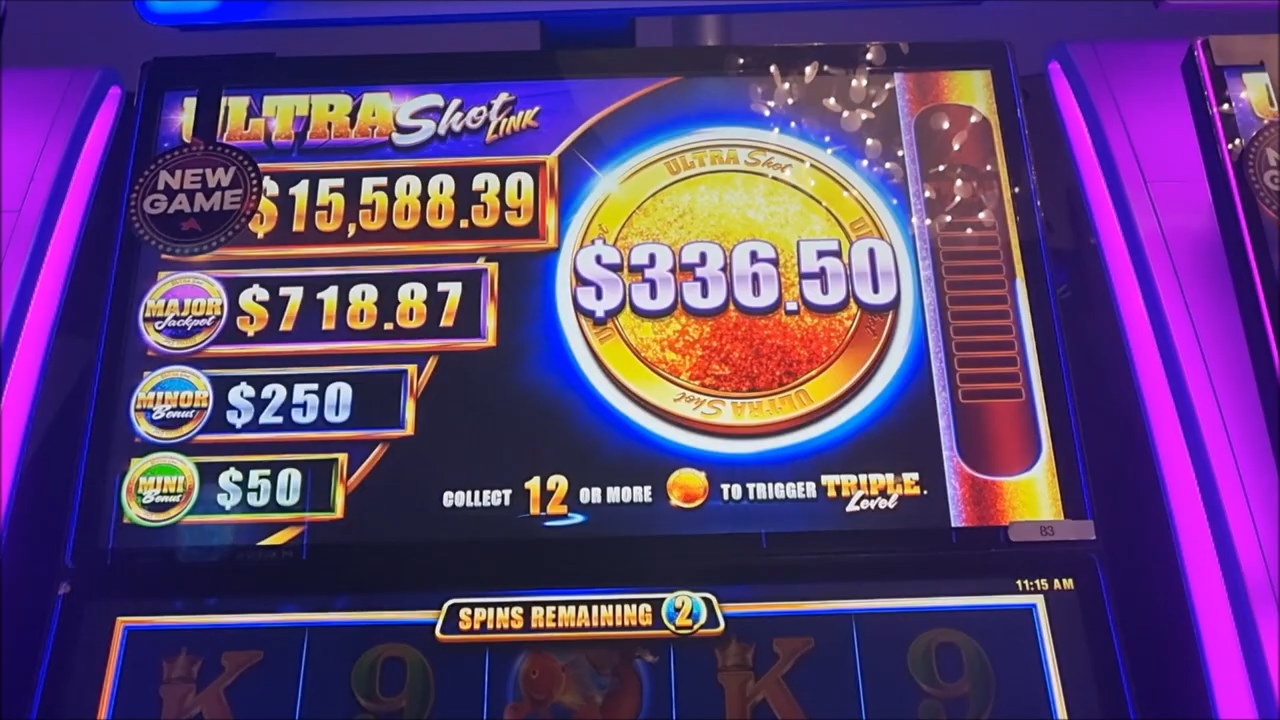 ULTRA Shot LINK
NEW GAME
$15,588.39
MAJOR Jackpot
$718.87
MINOR Bonus
$250
MINI Bonus
$50
ULTRA Shot
$336.50
ULTRA Shot
COLLECT 12 OR MORE TO TRIGGER TRIPLE Level.
B3
11:15 AM
SPINS REMAINING 2
K 9 K 9